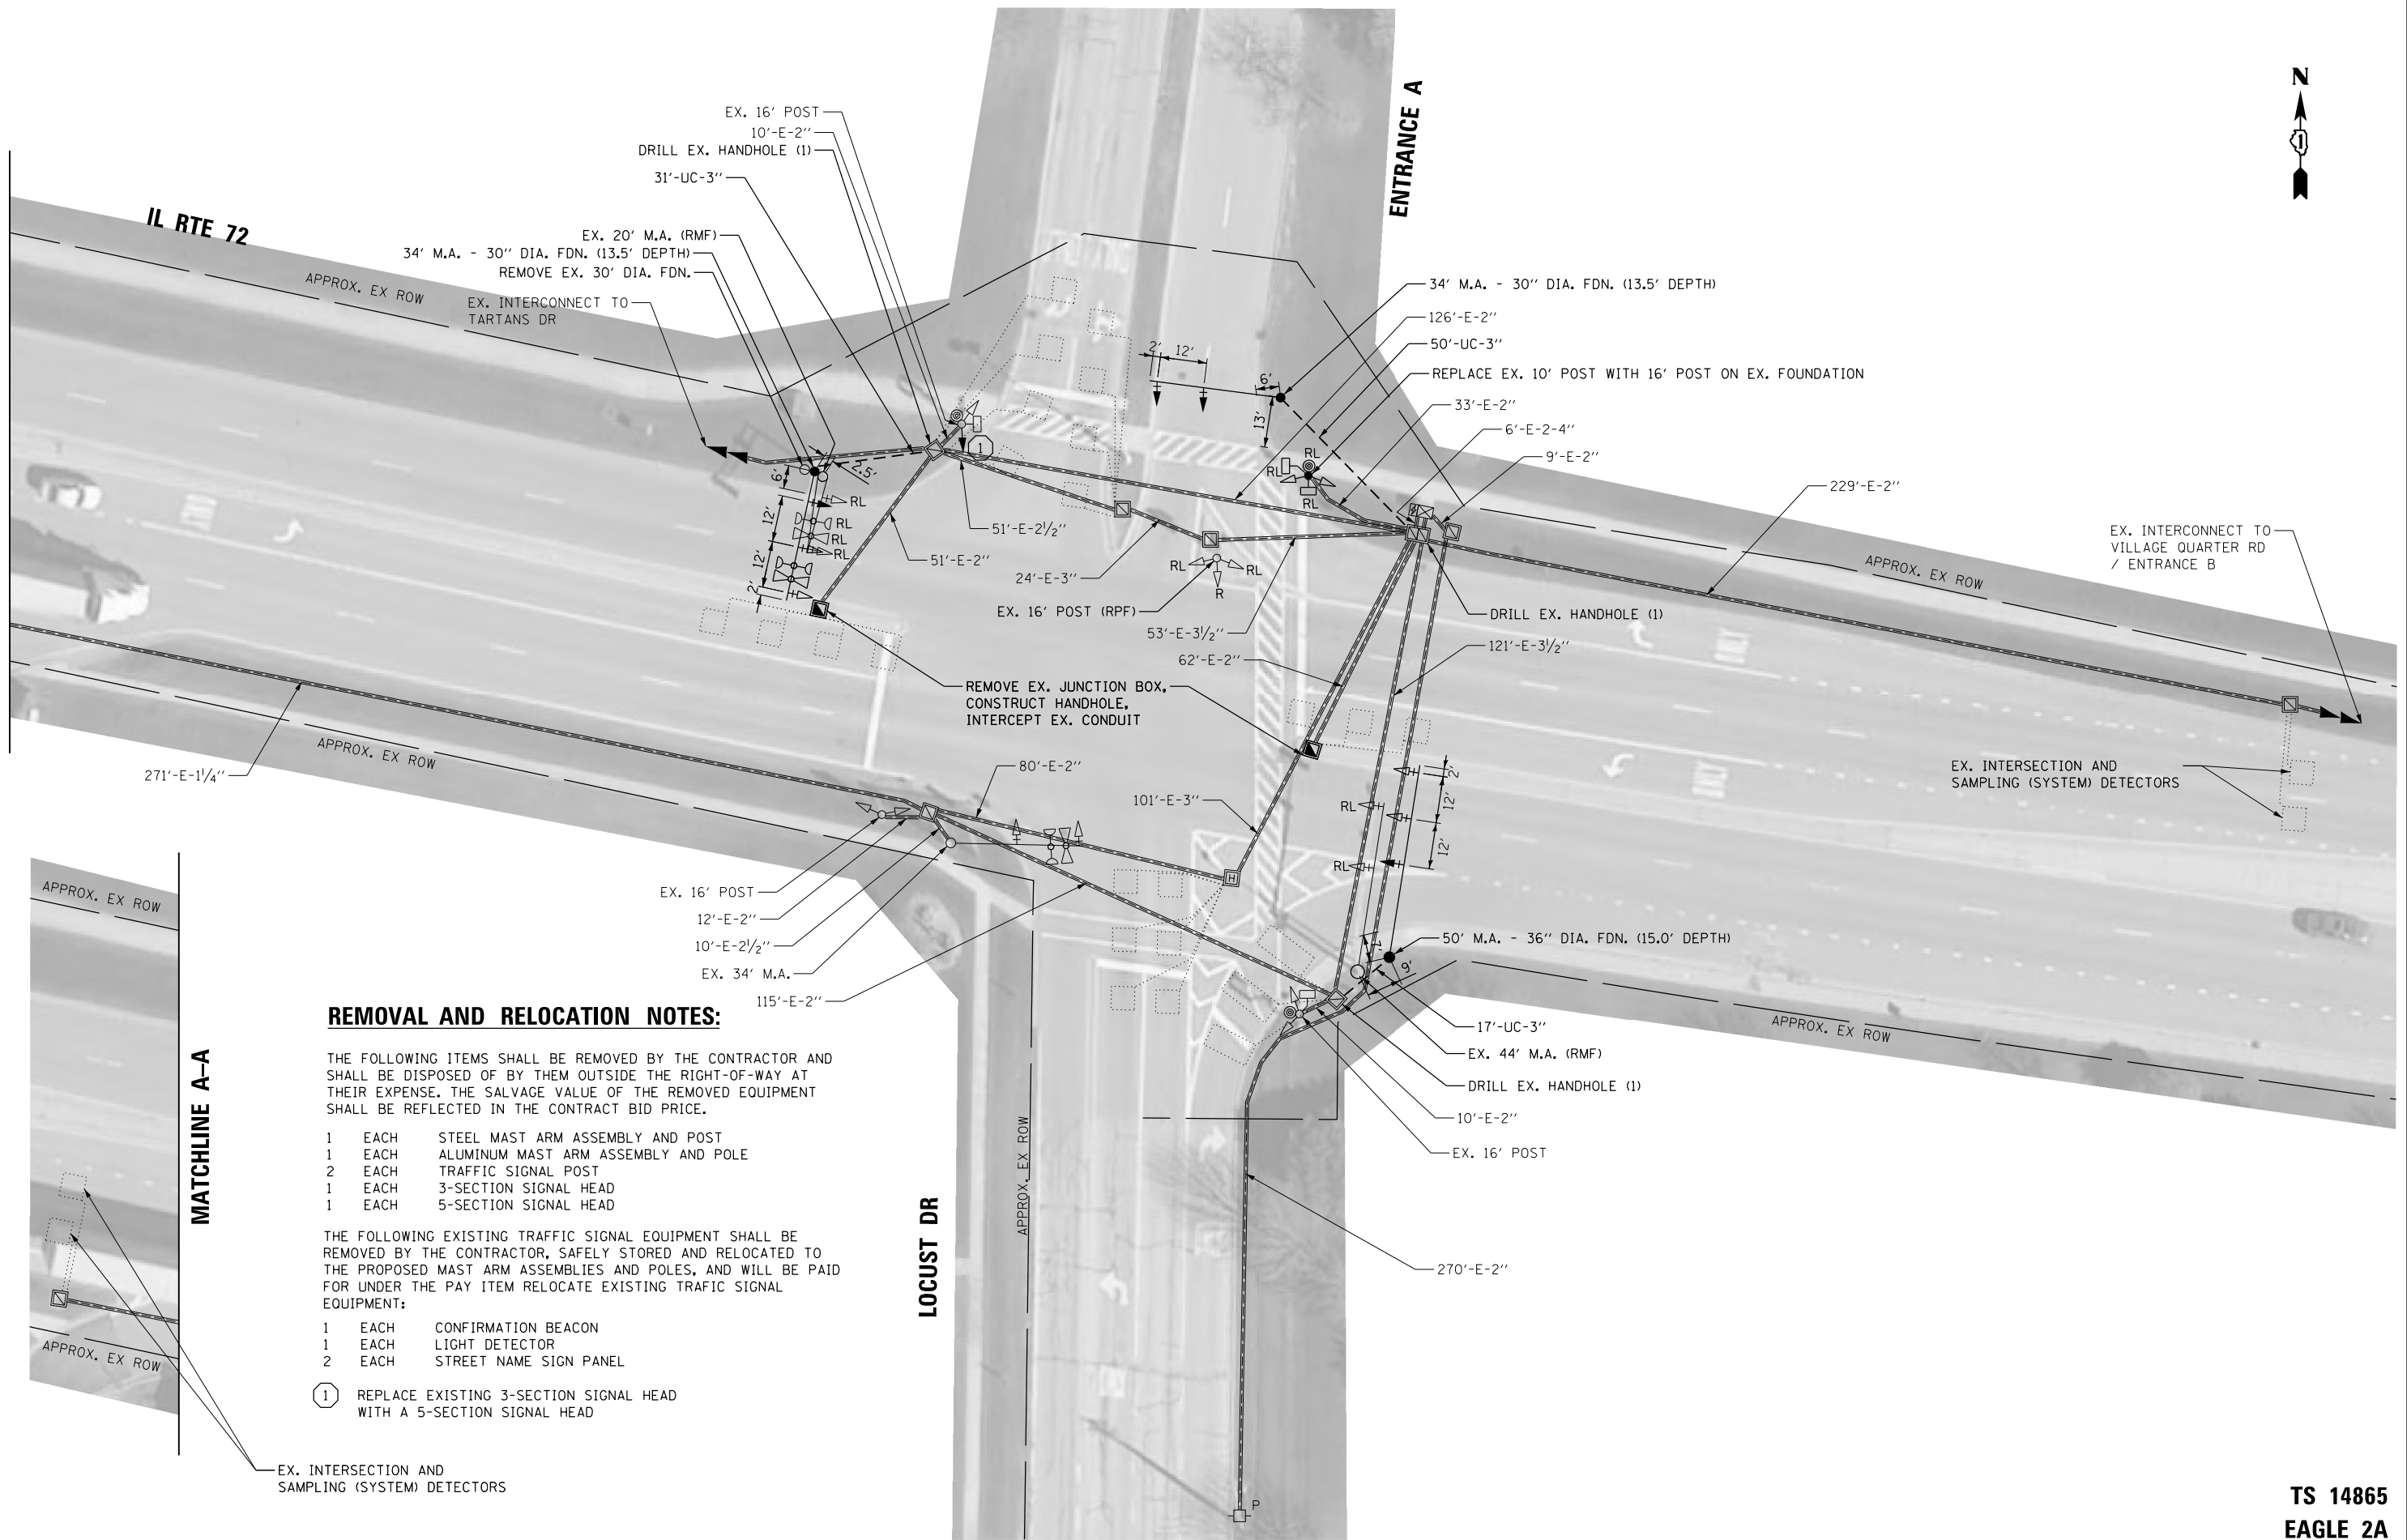 N
1
ENTRANCE A
IL RTE 72
EX. 16' POST
10'-E-2"
DRILL EX. HANDHOLE (1)
31'-UC-3"
EX. 20' M.A. (RMF)
34' M.A. - 30" DIA. FDN. (13.5' DEPTH)
REMOVE EX. 30' DIA. FDN.
EX. INTERCONNECT TO
TARTANS DR
APPROX. EX ROW
34' M.A. - 30" DIA. FDN. (13.5' DEPTH)
126'-E-2"
50'-UC-3"
REPLACE EX. 10' POST WITH 16' POST ON EX. FOUNDATION
33'-E-2"
6'-E-2-4"
9'-E-2"
229'-E-2"
EX. INTERCONNECT TO
VILLAGE QUARTER RD
/ ENTRANCE B
APPROX. EX ROW
2'
12'
6'
13'
1
2.5'
6'
12'
12'
2'
RL
RL
RL
RL
RL
RL
RL
RL
RL
R
51'-E-2½"
51'-E-2"
24'-E-3"
EX. 16' POST (RPF)
53'-E-3½"
62'-E-2"
DRILL EX. HANDHOLE (1)
121'-E-3½"
REMOVE EX. JUNCTION BOX,
CONSTRUCT HANDHOLE,
INTERCEPT EX. CONDUIT
APPROX. EX ROW
271'-E-1¼"
80'-E-2"
101'-E-3"
H
RL
RL
2'
12'
12'
EX. INTERSECTION AND
SAMPLING (SYSTEM) DETECTORS
EX. 16' POST
12'-E-2"
10'-E-2½"
EX. 34' M.A.
115'-E-2"
7'
9'
50' M.A. - 36" DIA. FDN. (15.0' DEPTH)
17'-UC-3"
EX. 44' M.A. (RMF)
DRILL EX. HANDHOLE (1)
10'-E-2"
EX. 16' POST
APPROX. EX ROW
270'-E-2"
P
APPROX. EX ROW
LOCUST DR
APPROX. EX ROW
MATCHLINE A-A
APPROX. EX ROW
EX. INTERSECTION AND
SAMPLING (SYSTEM) DETECTORS
REMOVAL AND RELOCATION NOTES:
THE FOLLOWING ITEMS SHALL BE REMOVED BY THE CONTRACTOR AND
SHALL BE DISPOSED OF BY THEM OUTSIDE THE RIGHT-OF-WAY AT
THEIR EXPENSE. THE SALVAGE VALUE OF THE REMOVED EQUIPMENT
SHALL BE REFLECTED IN THE CONTRACT BID PRICE.
1 EACH STEEL MAST ARM ASSEMBLY AND POST
1 EACH ALUMINUM MAST ARM ASSEMBLY AND POLE
2 EACH TRAFFIC SIGNAL POST
1 EACH 3-SECTION SIGNAL HEAD
1 EACH 5-SECTION SIGNAL HEAD
THE FOLLOWING EXISTING TRAFFIC SIGNAL EQUIPMENT SHALL BE
REMOVED BY THE CONTRACTOR, SAFELY STORED AND RELOCATED TO
THE PROPOSED MAST ARM ASSEMBLIES AND POLES, AND WILL BE PAID
FOR UNDER THE PAY ITEM RELOCATE EXISTING TRAFIC SIGNAL
EQUIPMENT:
1 EACH CONFIRMATION BEACON
1 EACH LIGHT DETECTOR
2 EACH STREET NAME SIGN PANEL
1 REPLACE EXISTING 3-SECTION SIGNAL HEAD
WITH A 5-SECTION SIGNAL HEAD
TS 14865
EAGLE 2A